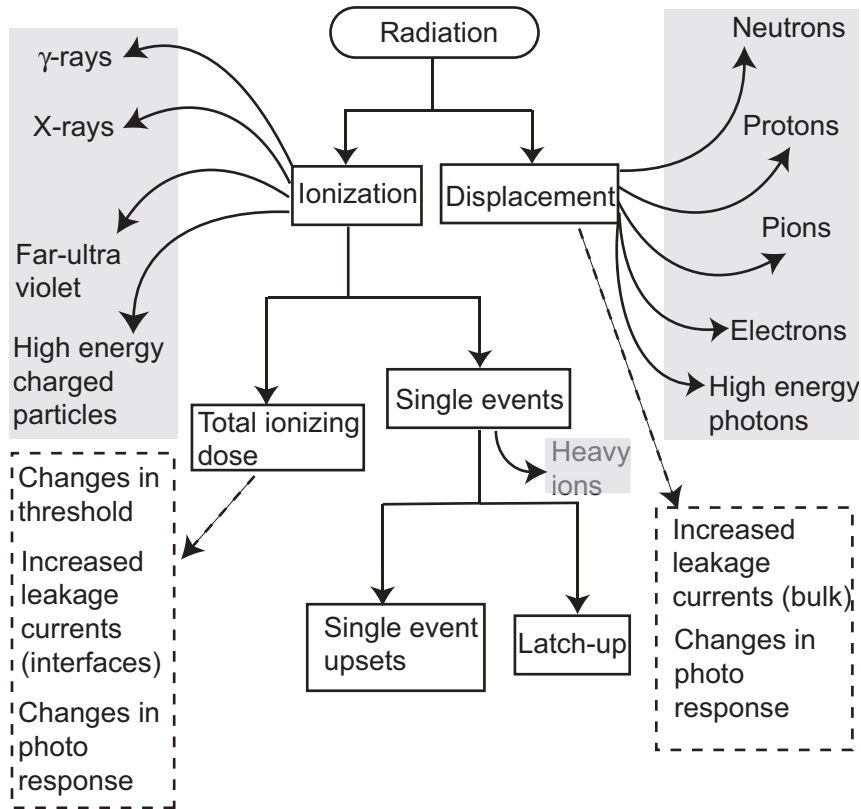 Radiation
γ-rays
X-rays
Far-ultra
violet
High energy
charged
particles
Ionization
Displacement
Neutrons
Protons
Pions
Electrons
High energy
photons
Total ionizing
dose
Single events
Heavy
ions
Changes in
threshold
Increased
leakage
currents
(interfaces)
Changes in
photo
response
Single event
upsets
Latch-up
Increased
leakage
currents (bulk)
Changes in
photo
response